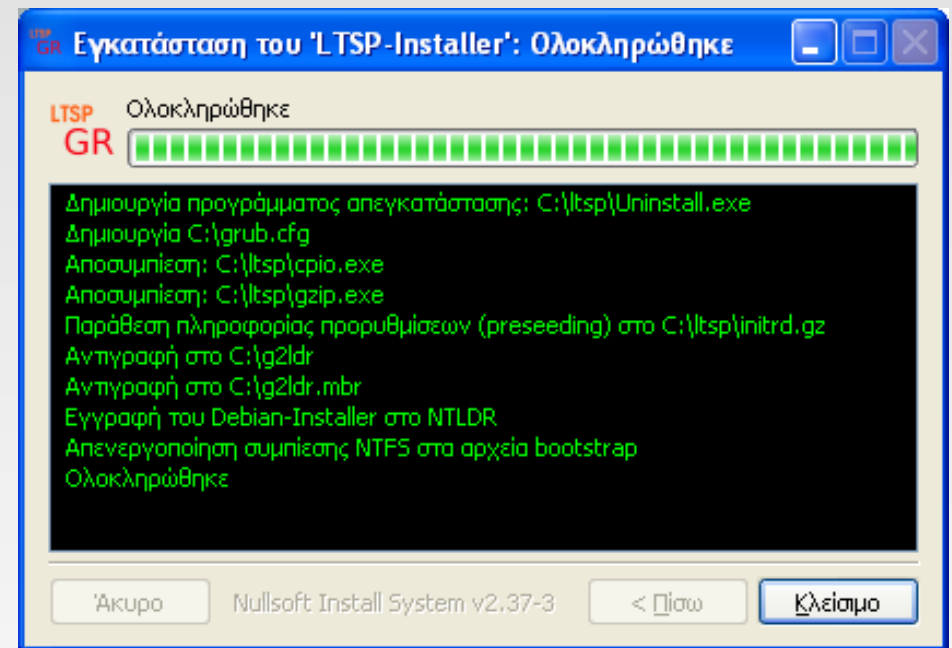 LTSP GR Εγκατάσταση του 'LTSP-Installer': Ολοκληρώθηκε
LTSP
GR
Ολοκληρώθηκε
Δημιουργία προγράμματος απεγκατάστασης: C:\ltsp\Uninstall.exe
Δημιουργία C:\grub.cfg
Αποσυμπίεση: C:\ltsp\cpio.exe
Αποσυμπίεση: C:\ltsp\gzip.exe
Παράθεση πληροφορίας προρυθμίσεων (preseeding) στο C:\ltsp\initrd.gz
Αντιγραφή στο C:\g2ldr
Αντιγραφή στο C:\g2ldr.mbr
Εγγραφή του Debian-Installer στο NTLDR
Απενεργοποίηση συμπίεσης NTFS στα αρχεία bootstrap
Ολοκληρώθηκε
Άκυρο Nullsoft Install System v2.37-3 < Πίσω Κλείσιμο